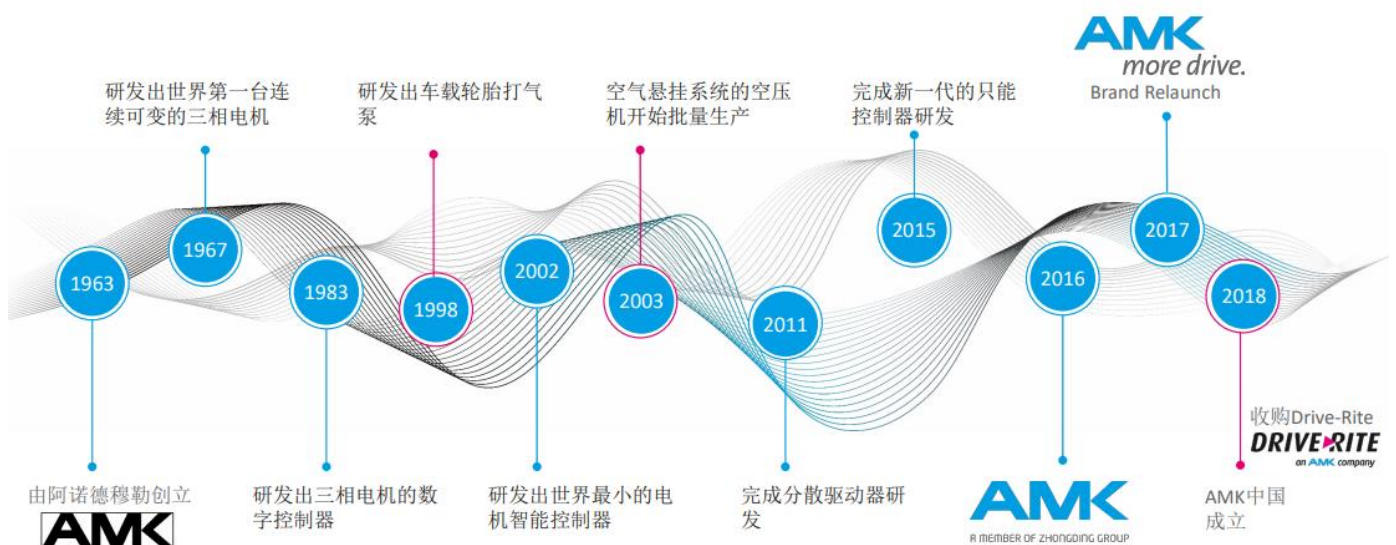 AMK
more drive.
Brand Relaunch
研发出世界第一台连
续可变的三相电机
研发出车载轮胎打气
泵
空气悬挂系统的空压
机开始批量生产
完成新一代的只能
控制器研发
1963
1967
1983
1998
2002
2003
2011
2015
2016
2017
2018
由阿诺德穆勒创立
AMK
研发出三相电机的数
字控制器
研发出世界最小的电
机智能控制器
完成分散驱动器研
发
AMK
A MEMBER OF ZHONGDING GROUP
收购Drive-Rite
DRIVE RITE
an AMK company
AMK中国
成立